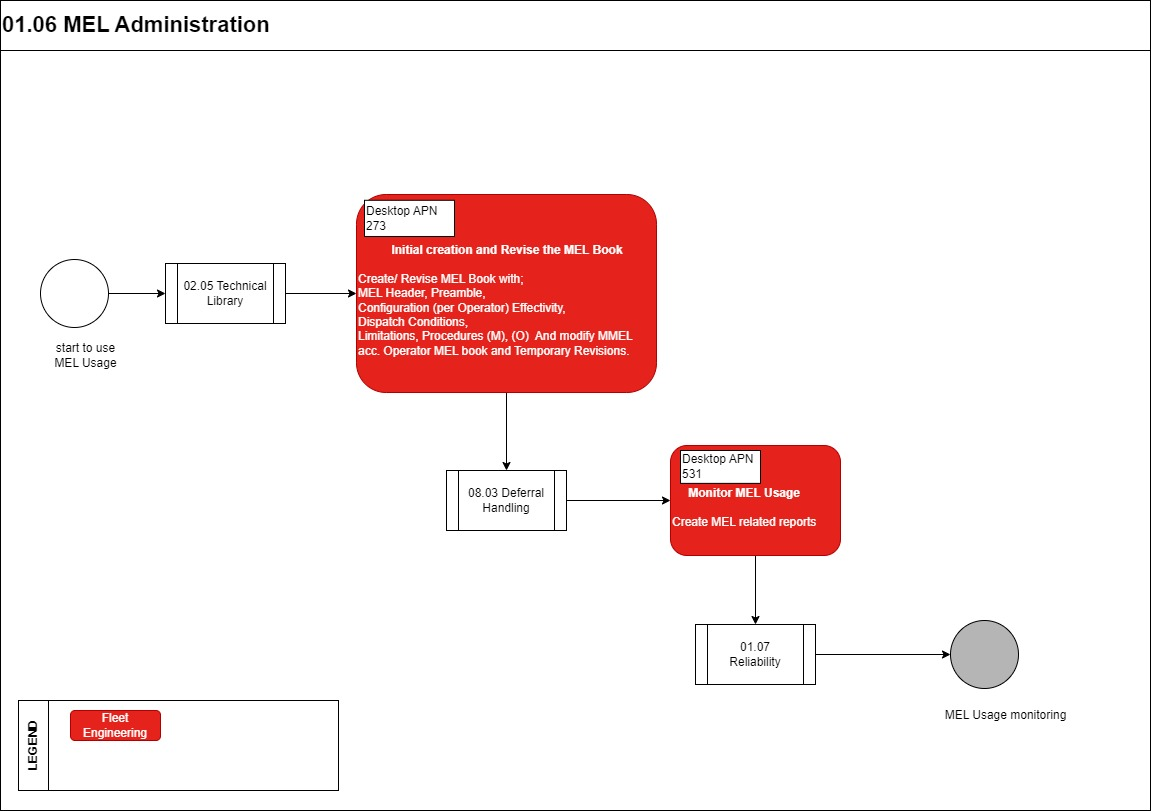 01.06 MEL Administration
Desktop APN
273
Initial creation and Revise the MEL Book
Create/ Revise MEL Book with;
MEL Header, Preamble,
Configuration (per Operator) Effectivity,
Dispatch Conditions,
Limitations, Procedures (M), (O)  And modify MMEL
acc. Operator MEL book and Temporary Revisions.
02.05 Technical
Library
start to use
MEL Usage
08.03 Deferral
Handling
Desktop APN
531
Monitor MEL Usage
Create MEL related reports
01.07
Reliability
MEL Usage monitoring
LEGEND
Fleet
Engineering